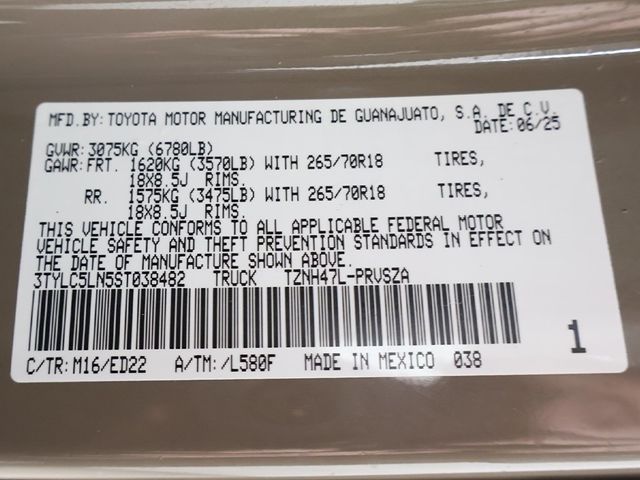 MFD.BY: TOYOTA MOTOR MANUFACTURING DE GUANAJUATO, S.A. DE C.V.
DATE: 06/25
GVWR: 3075KG (6780LB)
GAWR: FRT. 1620KG (3570LB) WITH 265/70R18 TIRES,
18X8.5J RIMS.
RR. 1575KG (3475LB) WITH 265/70R18 TIRES,
18X8.5J RIMS.
THIS VEHICLE CONFORMS TO ALL APPLICABLE FEDERAL MOTOR
VEHICLE SAFETY AND THEFT PREVENTION STANDARDS IN EFFECT ON
THE DATE OF MANUFACTURE SHOWN ABOVE.
3TYLC5LN5ST038482 TRUCK TZNH47L-PRVSZA
1
C/TR: M16/ED22 A/TM: /L580F MADE IN MEXICO 038